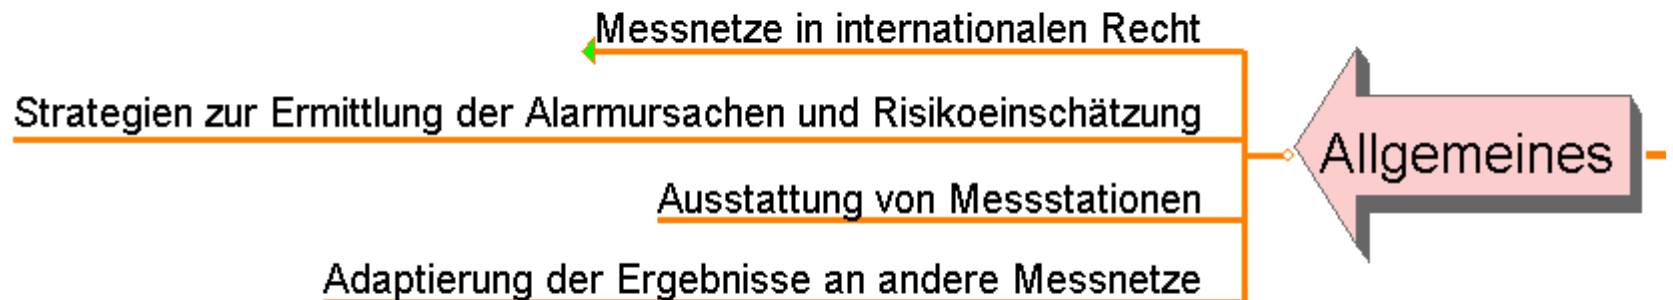 Messnetze in internationalen Recht
Strategien zur Ermittlung der Alarmursachen und Risikoeinschätzung
Allgemeines
Ausstattung von Messstationen
Adaptierung der Ergebnisse an andere Messnetze